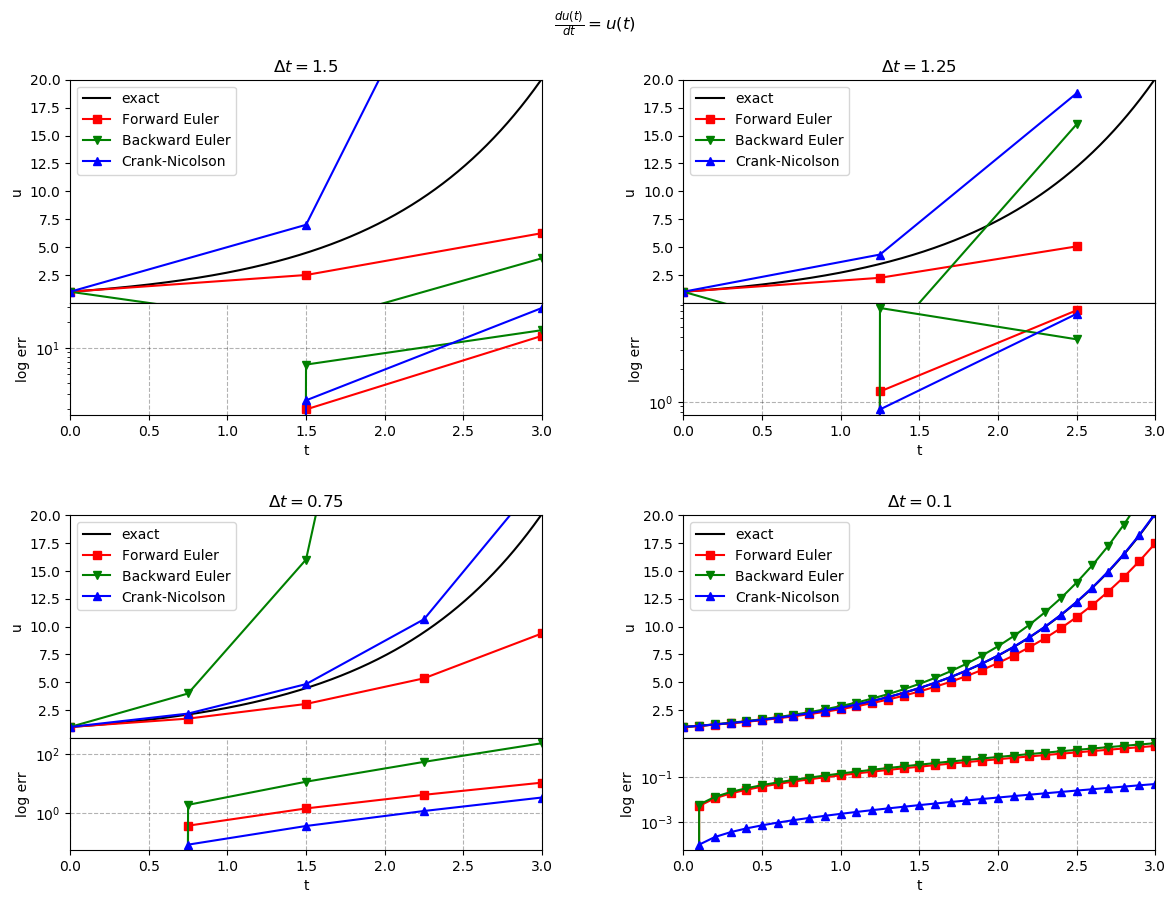 du(t)/dt = u(t)
Δt = 1.5
20.0
17.5
15.0
12.5
10.0
7.5
5.0
2.5
u
exact
Forward Euler
Backward Euler
Crank-Nicolson
10¹
log err
0.0 0.5 1.0 1.5 2.0 2.5 3.0
t
Δt = 1.25
20.0
17.5
15.0
12.5
10.0
7.5
5.0
2.5
u
exact
Forward Euler
Backward Euler
Crank-Nicolson
10⁰
log err
0.0 0.5 1.0 1.5 2.0 2.5 3.0
t
Δt = 0.75
20.0
17.5
15.0
12.5
10.0
7.5
5.0
2.5
u
exact
Forward Euler
Backward Euler
Crank-Nicolson
10²
10⁰
log err
0.0 0.5 1.0 1.5 2.0 2.5 3.0
t
Δt = 0.1
20.0
17.5
15.0
12.5
10.0
7.5
5.0
2.5
u
exact
Forward Euler
Backward Euler
Crank-Nicolson
10⁻¹
10⁻³
log err
0.0 0.5 1.0 1.5 2.0 2.5 3.0
t